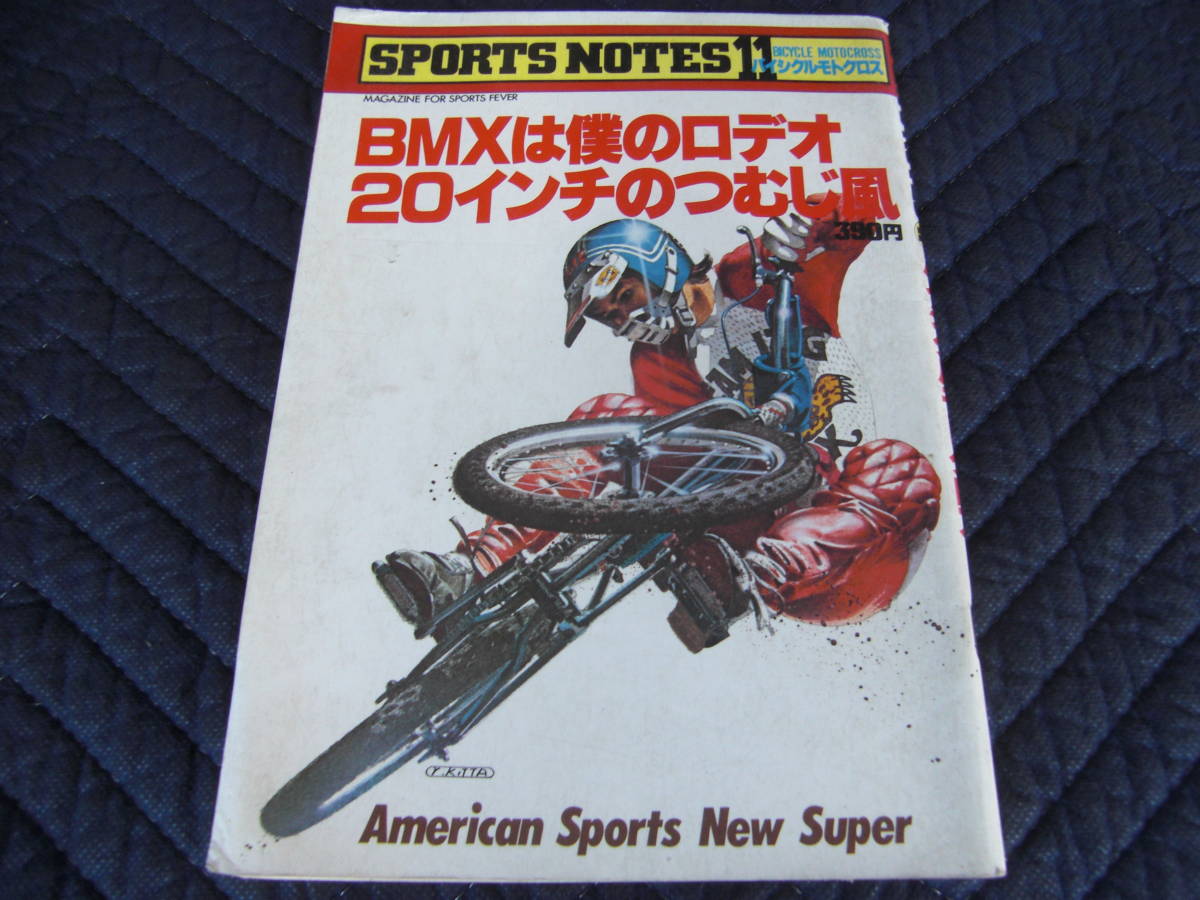 SPORTS NOTES 11
BICYCLE MOTOCROSS
バイシクルモトクロス
MAGAZINE FOR SPORTS FEVER
BMXは僕のロデオ
20インチのつむじ風
390円
Y.KITTA
American Sports New Super